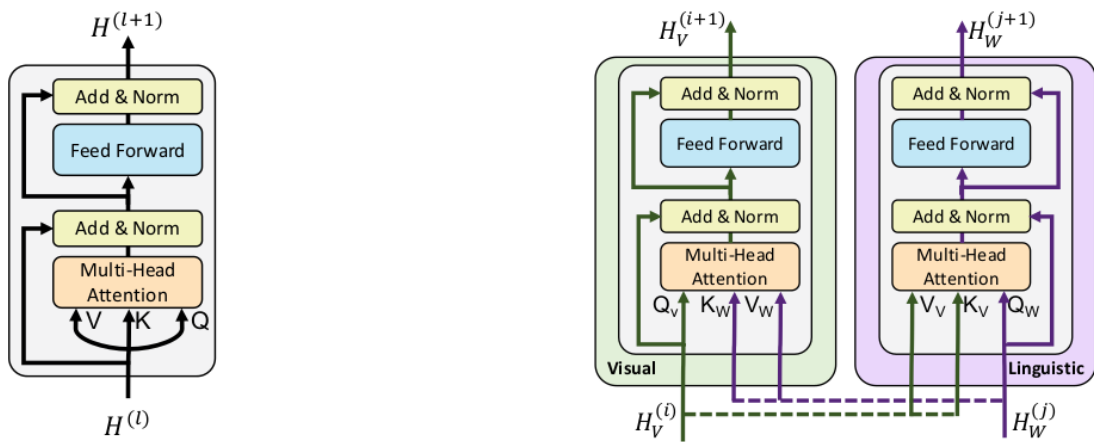 H^(l+1)
Add & Norm
Feed Forward
Add & Norm
Multi-Head
Attention
V K Q
H^(l)
H_V^(i+1)
Add & Norm
Feed Forward
Add & Norm
Multi-Head
Attention
Q_v K_W V_W
Visual
H_V^(i)
H_W^(j+1)
Add & Norm
Feed Forward
Add & Norm
Multi-Head
Attention
V_V K_V Q_W
Linguistic
H_W^(j)